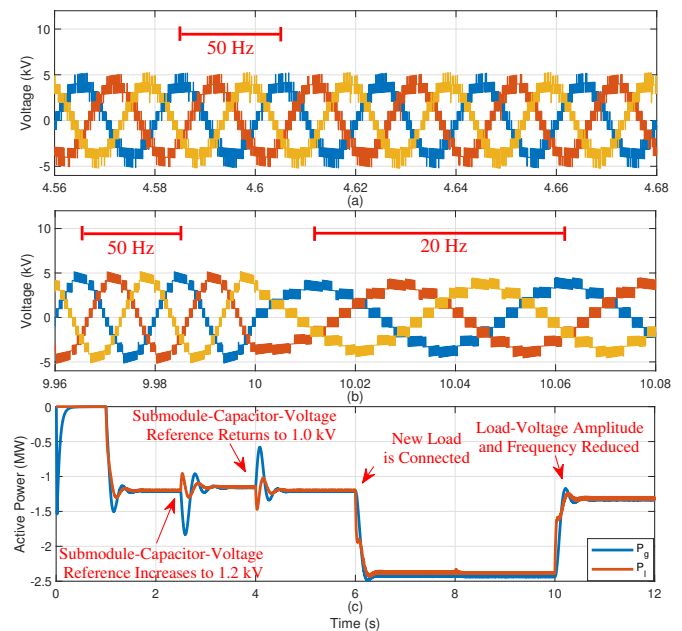 10
5
0
-5
Voltage (kV)
50 Hz
4.56
4.58
4.6
4.62
4.64
4.66
4.68
(a)
10
5
0
-5
Voltage (kV)
50 Hz
20 Hz
9.96
9.98
10
10.02
10.04
10.06
10.08
(b)
0
-0.5
-1
-1.5
-2
-2.5
Active Power (MW)
Submodule-Capacitor-Voltage
Reference Returns to 1.0 kV
New Load
is Connected
Load-Voltage Amplitude
and Frequency Reduced
Submodule-Capacitor-Voltage
Reference Increases to 1.2 kV
P_g
P_l
0
2
4
6
8
10
12
(c)
Time (s)